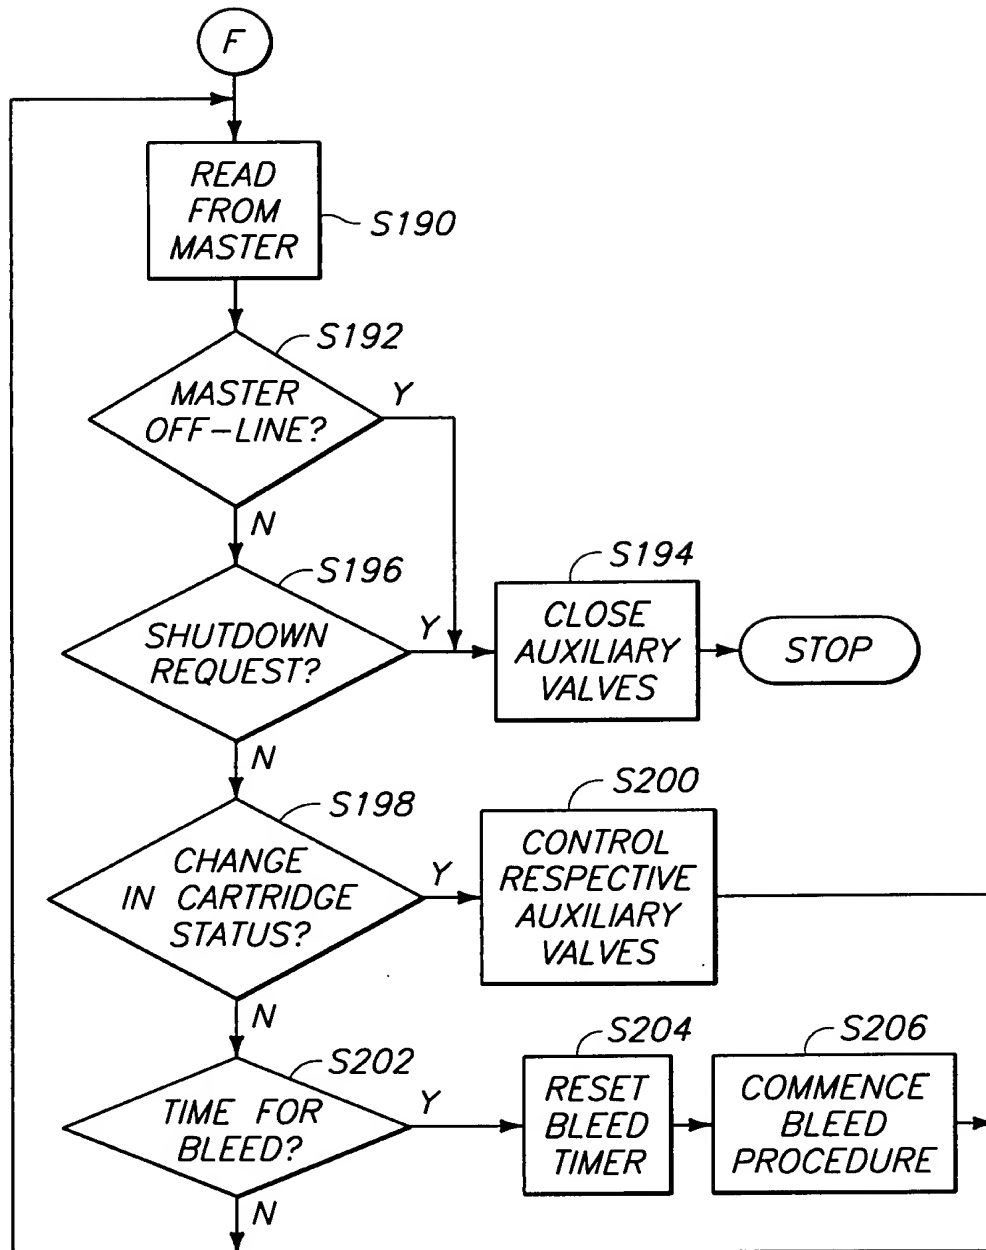 F
READ
FROM
MASTER
S190
S192
MASTER
OFF-LINE?
Y
N
S196
SHUTDOWN
REQUEST?
Y
N
S194
CLOSE
AUXILIARY
VALVES
STOP
S198
CHANGE
IN CARTRIDGE
STATUS?
Y
N
S200
CONTROL
RESPECTIVE
AUXILIARY
VALVES
S202
TIME FOR
BLEED?
Y
N
S204
RESET
BLEED
TIMER
S206
COMMENCE
BLEED
PROCEDURE